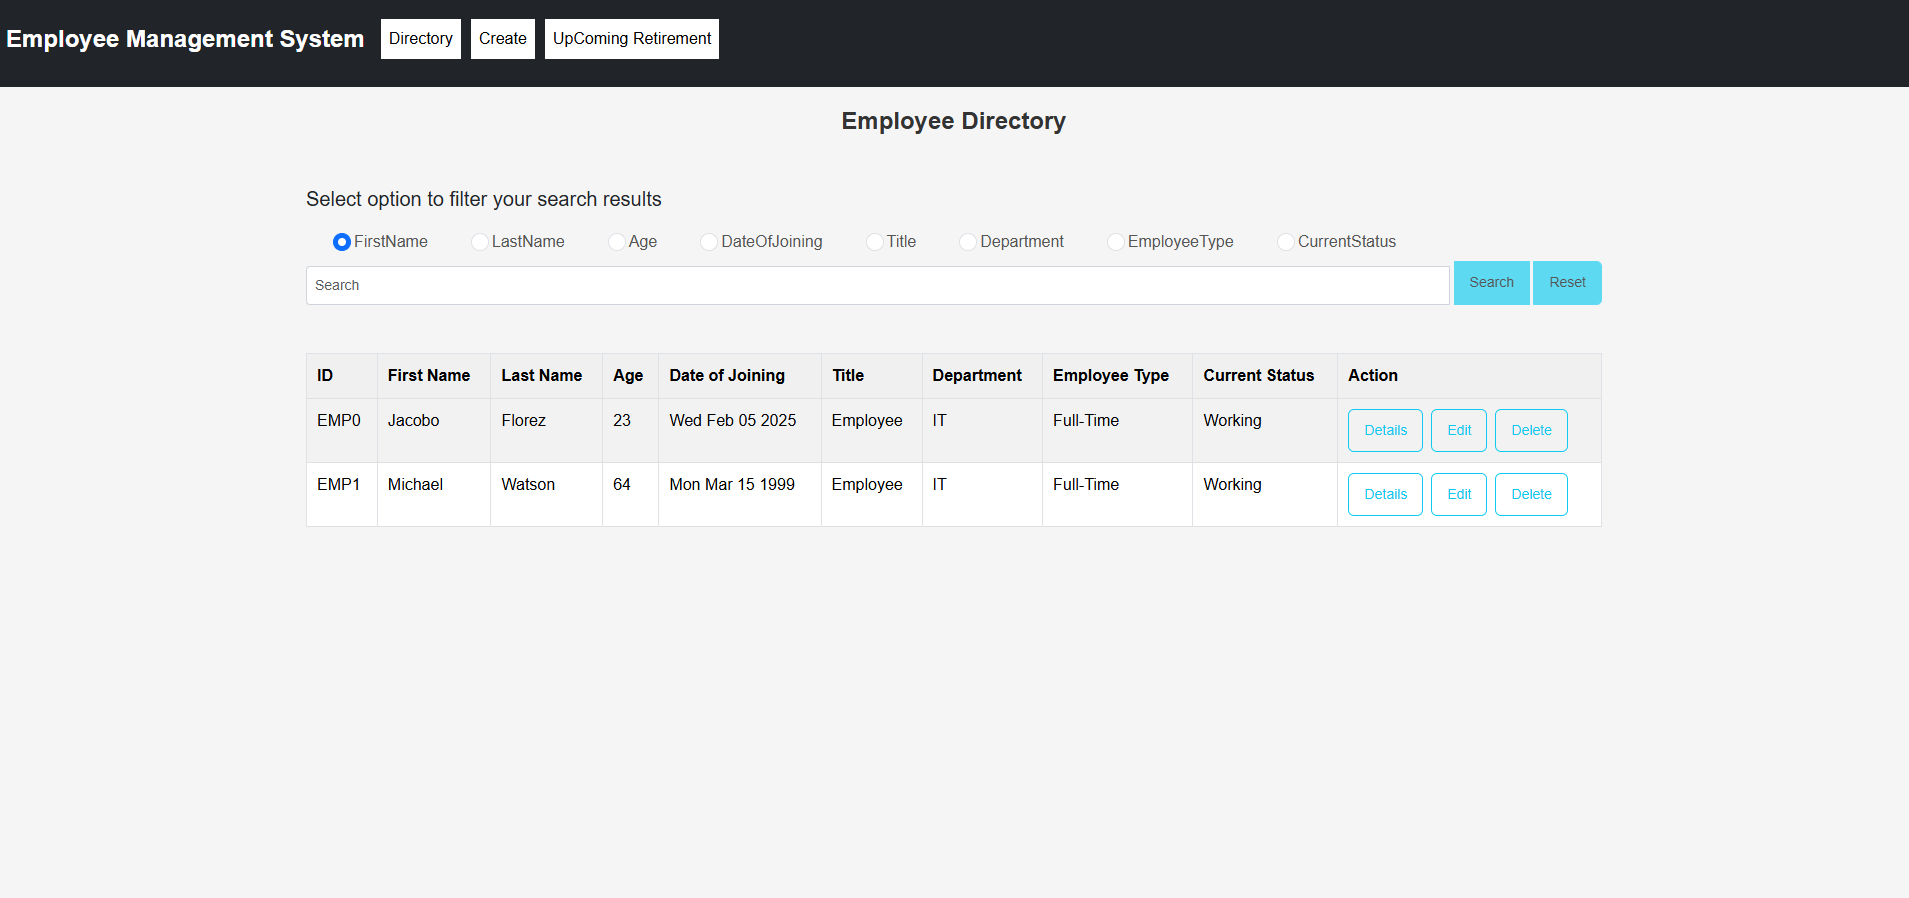 Employee Management System Directory Create UpComing Retirement
Employee Directory
Select option to filter your search results
FirstName LastName Age DateOfJoining Title Department EmployeeType CurrentStatus
Search Search Reset
ID First Name Last Name Age Date of Joining Title Department Employee Type Current Status Action
EMP0 Jacobo Florez 23 Wed Feb 05 2025 Employee IT Full-Time Working Details Edit Delete
EMP1 Michael Watson 64 Mon Mar 15 1999 Employee IT Full-Time Working Details Edit Delete